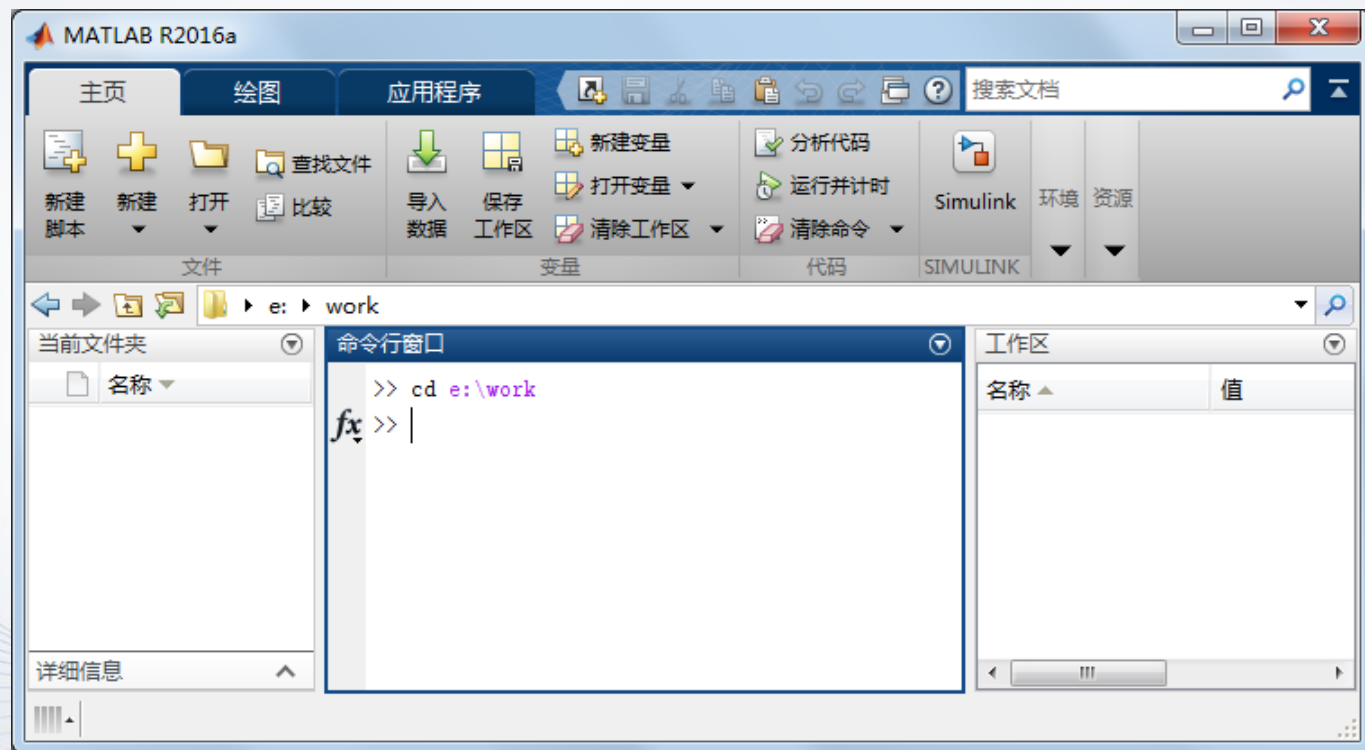 MATLAB R2016a
主页 绘图 应用程序 搜索文档
新建脚本 新建 打开 查找文件 比较
导入数据 保存工作区 新建变量 打开变量 清除工作区
分析代码 运行并计时 清除命令
Simulink 环境 资源
文件 变量 代码 SIMULINK
e: work
当前文件夹 命令行窗口 工作区
名称 名称 值
>> cd e:\work
fx >>
详细信息